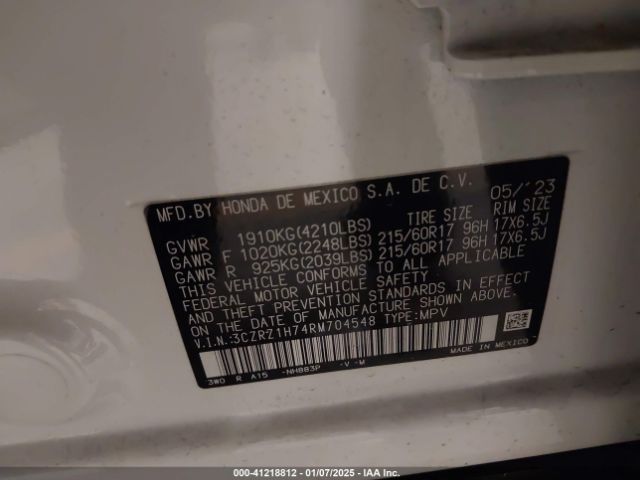 MFD.BY HONDA DE MEXICO S.A. DE C.V. 05/'23
TIRE SIZE RIM SIZE
GVWR 1910KG(4210LBS)
GAWR F 1020KG(2248LBS) 215/60R17 96H 17X6.5J
GAWR R 925KG(2039LBS) 215/60R17 96H 17X6.5J
THIS VEHICLE CONFORMS TO ALL APPLICABLE
FEDERAL MOTOR VEHICLE SAFETY, BUMPER,
AND THEFT PREVENTION STANDARDS IN EFFECT
ON THE DATE OF MANUFACTURE SHOWN ABOVE.
V.I.N.:3CZRZ1H74RM704548 TYPE:MPV
3W0 R A15 -NH883P -V -M
MADE IN MEXICO
000-41218812 - 01/07/2025 - IAA Inc.